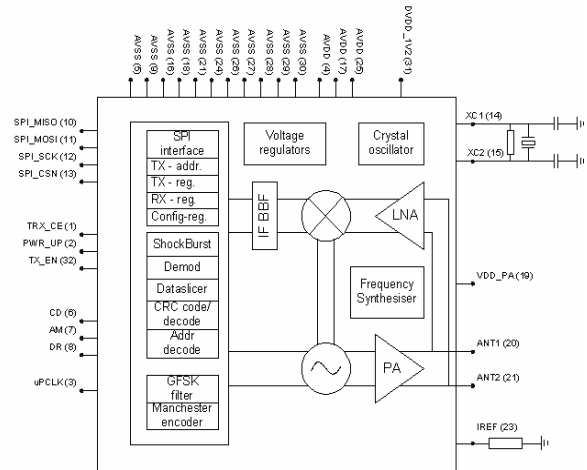 AVSS (5)
AVSS (9)
AVSS (16)
AVSS (18)
AVSS (21)
AVSS (24)
AVSS (26)
AVSS (27)
AVSS (28)
AVSS (29)
AVSS (30)
AVDD (4)
AVDD (17)
AVDD (25)
DVDD_1V2 (31)
SPI_MISO (10)
SPI_MOSI (11)
SPI_SCK (12)
SPI_CSN (13)
TRX_CE (1)
PWR_UP (2)
TX_EN (32)
CD (6)
AM (7)
DR (8)
uPCLK (3)
SPI
interface
TX - addr.
TX - reg.
RX - reg.
Config-reg.
ShockBurst
Demod
Dataslicer
CRC code/
decode
Addr
decode
GFSK
filter
Manchester
encoder
Voltage
regulators
Crystal
oscillator
IF BBF
LNA
Frequency
Synthesiser
PA
XC1 (14)
XC2 (15)
VDD_PA (19)
ANT1 (20)
ANT2 (21)
IREF (23)